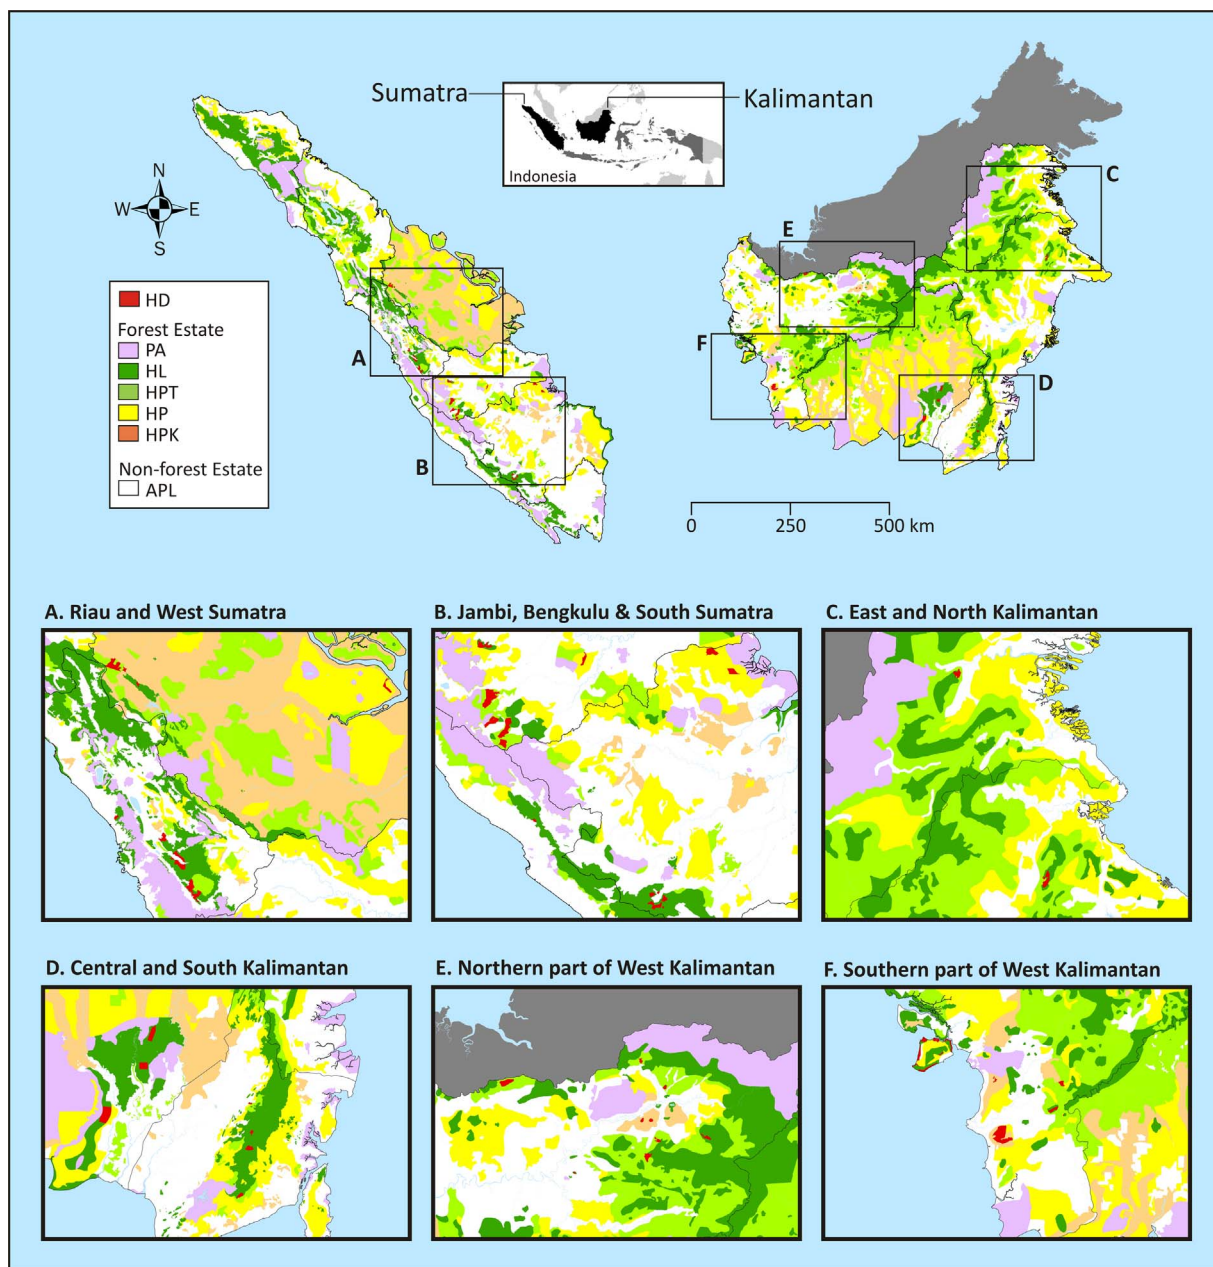 Sumatra
Kalimantan
Indonesia
N
W
E
S
C
E
A
F
D
B
HD
Forest Estate
PA
HL
HPT
HP
HPK
Non-forest Estate
APL
0 250 500 km
A. Riau and West Sumatra
B. Jambi, Bengkulu & South Sumatra
C. East and North Kalimantan
D. Central and South Kalimantan
E. Northern part of West Kalimantan
F. Southern part of West Kalimantan